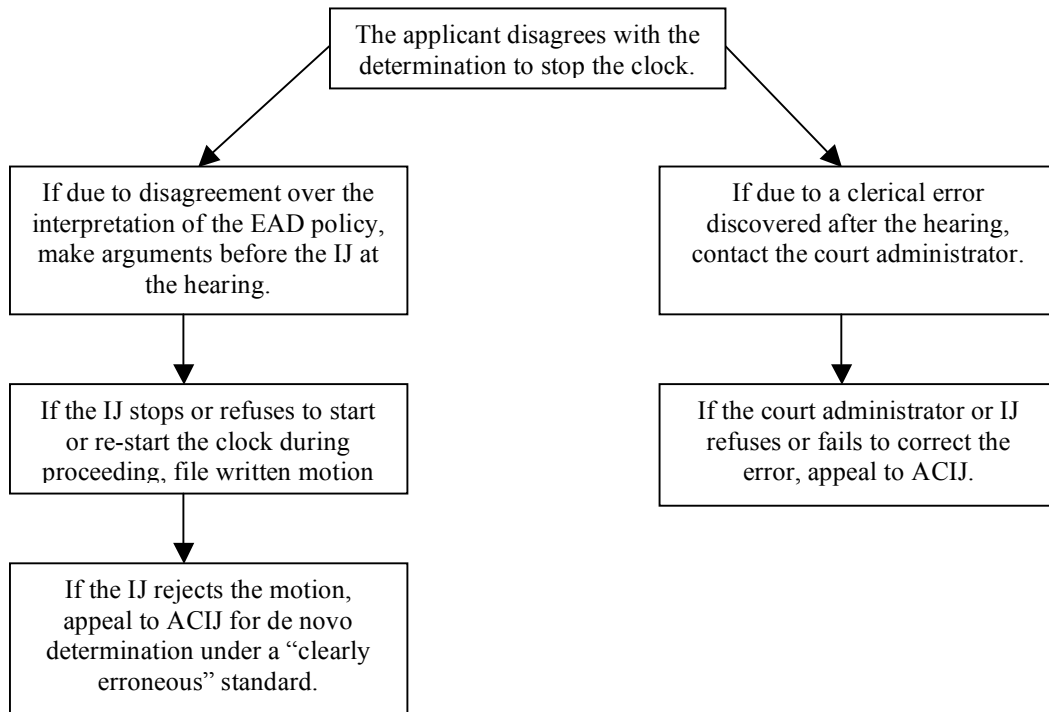 The applicant disagrees with the
determination to stop the clock.
If due to disagreement over the
interpretation of the EAD policy,
make arguments before the IJ at
the hearing.
If due to a clerical error
discovered after the hearing,
contact the court administrator.
If the IJ stops or refuses to start
or re-start the clock during
proceeding, file written motion
If the court administrator or IJ
refuses or fails to correct the
error, appeal to ACIJ.
If the IJ rejects the motion,
appeal to ACIJ for de novo
determination under a “clearly
erroneous” standard.